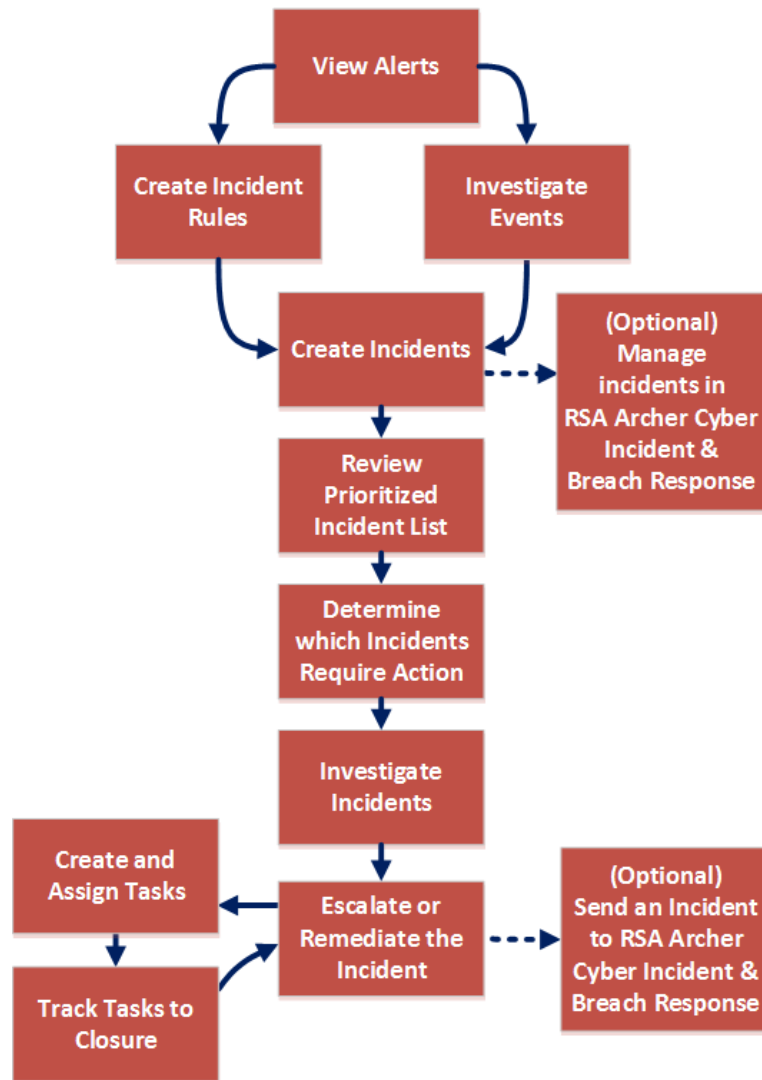 View Alerts
Create Incident
Rules
Investigate
Events
Create Incidents
(Optional)
Manage
incidents in
RSA Archer Cyber
Incident &
Breach Response
Review
Prioritized
Incident List
Determine
which Incidents
Require Action
Investigate
Incidents
Create and
Assign Tasks
Escalate or
Remediate the
Incident
(Optional)
Send an Incident
to RSA Archer
Cyber Incident &
Breach Response
Track Tasks to
Closure